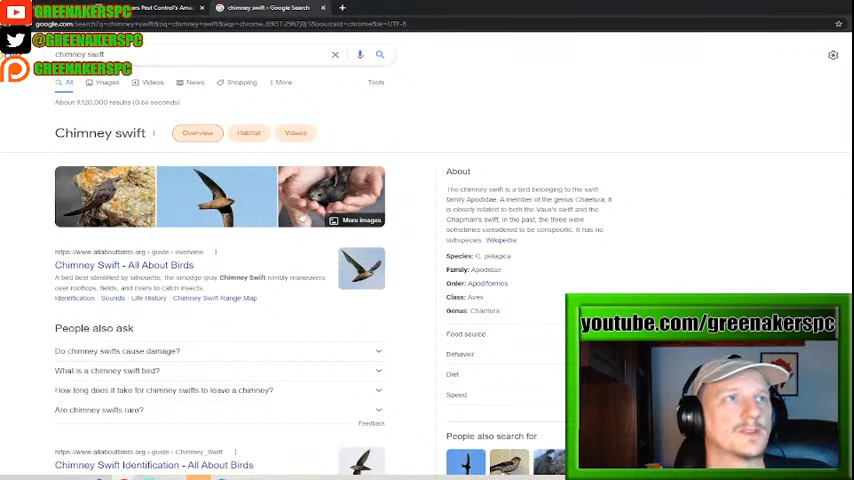 GREENAKERSPC
ers Pest Control's Amaz
chimney swift - Google Search
@GREENAKERSPC
chimney swift
GREENAKERSPC
All
Images
Videos
News
Shopping
More
Tools
About 9,120,000 results (0.66 seconds)
Chimney swift
Overview
Habitat
Videos
More images
About
The chimney swift is a bird belonging to the swift
family Apodidae. A member of the genus Chaetura, it
is closely related to both the Vaux's swift and the
Chapman's swift; in the past, the three were
sometimes considered to be conspecific. It has no
subspecies. Wikipedia
Species: C. pelagica
Family: Apodidae
Order: Apodiformes
Class: Aves
Genus: Chaetura
Food source
Behavior
Diet
Speed
People also search for
https://www.allaboutbirds.org › guide › overview
Chimney Swift - All About Birds
A bird best identified by silhouette, the smudge-gray Chimney Swift nimbly maneuvers
over rooftops, fields, and rivers to catch insects.
Identification · Sounds · Life History · Chimney Swift Range Map
People also ask
Do chimney swifts cause damage?
What is a chimney swift bird?
How long does it take for chimney swifts to leave a chimney?
Are chimney swifts rare?
Feedback
https://www.allaboutbirds.org › guide › Chimney_Swift
Chimney Swift Identification - All About Birds
youtube.com/greenakerspc